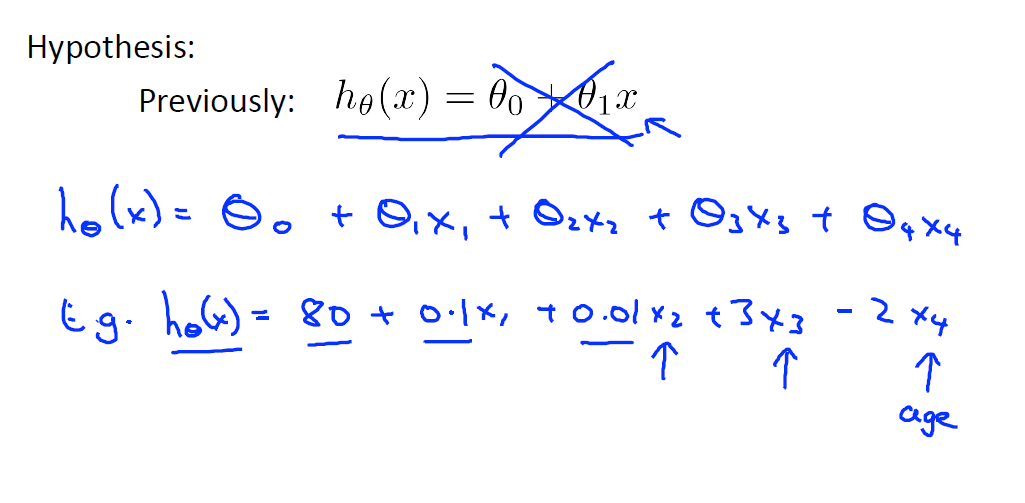 Hypothesis:
Previously: hθ(x) = θ0 + θ1x
hθ(x) = θ0 + θ1x1 + θ2x2 + θ3x3 + θ4x4
E.g. hθ(x) = 80 + 0.1x1 + 0.01x2 + 3x3 - 2x4
age